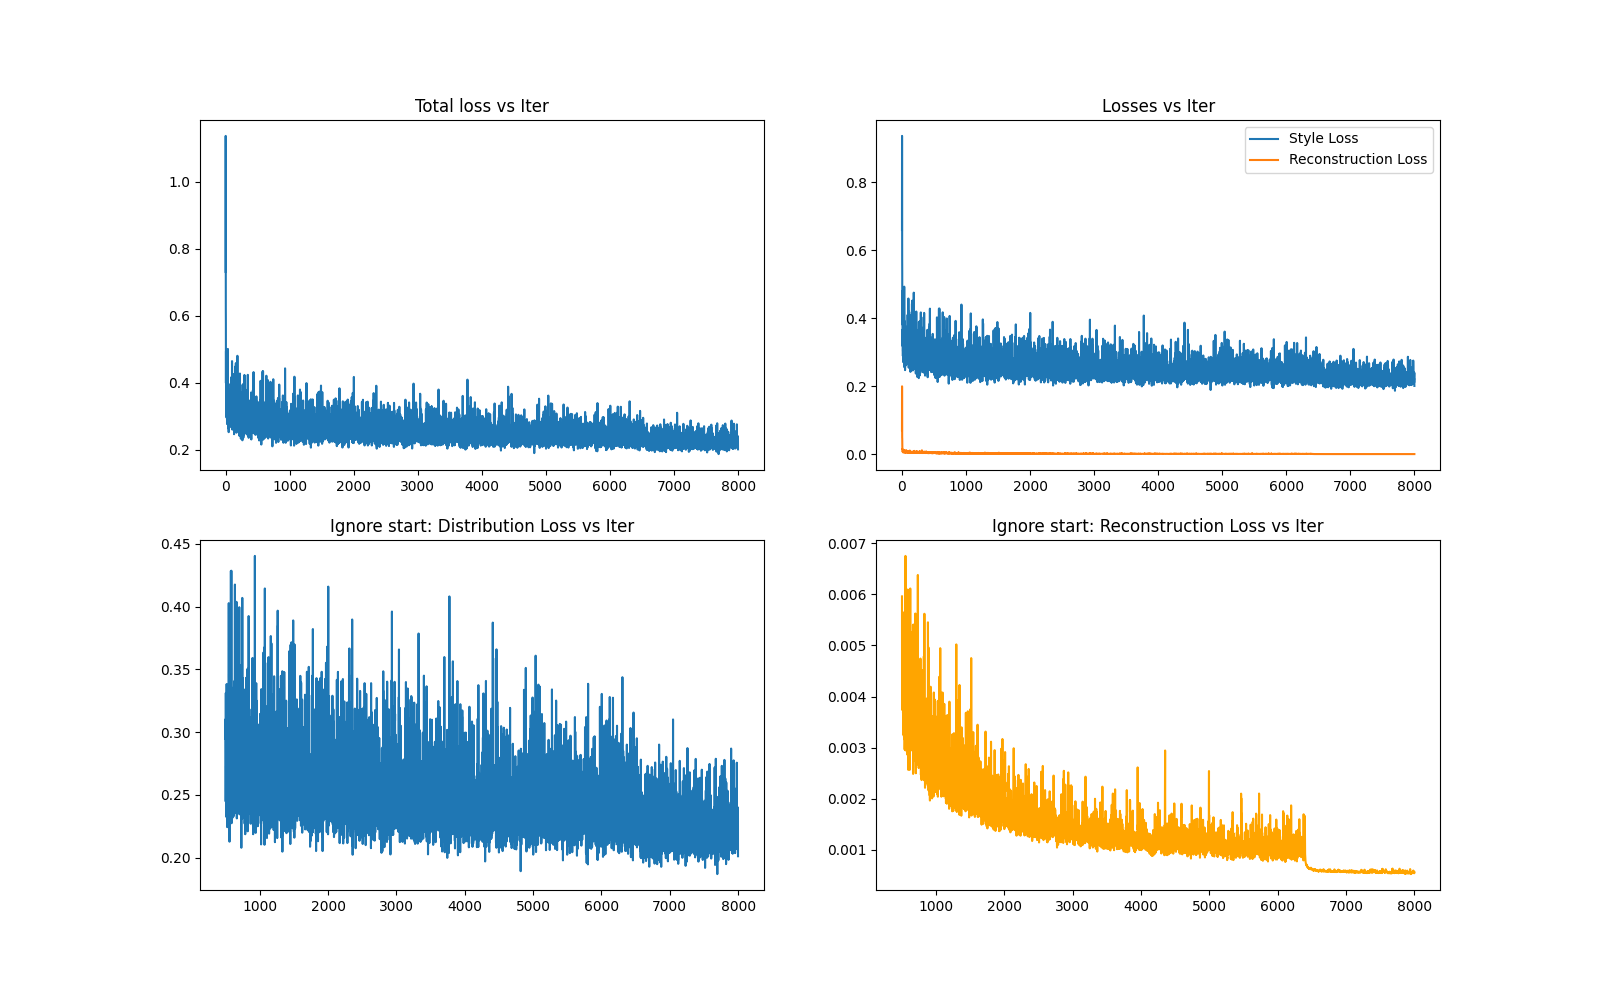 Total loss vs Iter
1.0
0.8
0.6
0.4
0.2
0 1000 2000 3000 4000 5000 6000 7000 8000
Losses vs Iter
Style Loss
Reconstruction Loss
0.8
0.6
0.4
0.2
0.0
0 1000 2000 3000 4000 5000 6000 7000 8000
Ignore start: Distribution Loss vs Iter
0.45
0.40
0.35
0.30
0.25
0.20
1000 2000 3000 4000 5000 6000 7000 8000
Ignore start: Reconstruction Loss vs Iter
0.007
0.006
0.005
0.004
0.003
0.002
0.001
1000 2000 3000 4000 5000 6000 7000 8000